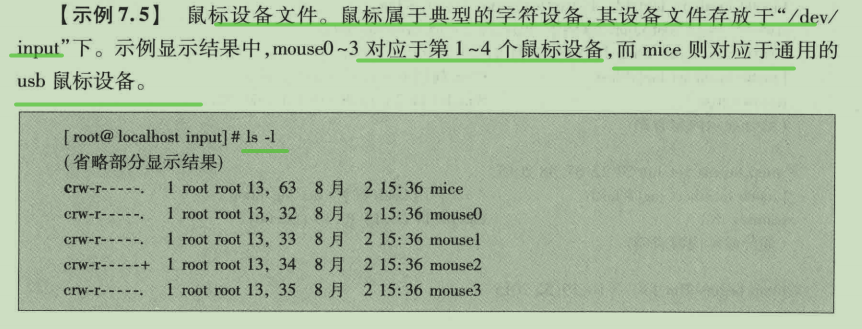 【示例7.5】 鼠标设备文件。鼠标属于典型的字符设备,其设备文件存放于“/dev/
input”下。示例显示结果中,mouse0~3 对应于第 1~4 个鼠标设备,而 mice 则对应于通用的
usb 鼠标设备。
[ root@ localhost input]# ls -l
(省略部分显示结果)
crw-r-----. 1 root root 13, 63 8 月 2 15:36 mice
crw-r-----. 1 root root 13, 32 8 月 2 15:36 mouse0
crw-r-----. 1 root root 13, 33 8 月 2 15:36 mouse1
crw-r-----+ 1 root root 13, 34 8 月 2 15:36 mouse2
crw-r-----. 1 root root 13, 35 8 月 2 15:36 mouse3